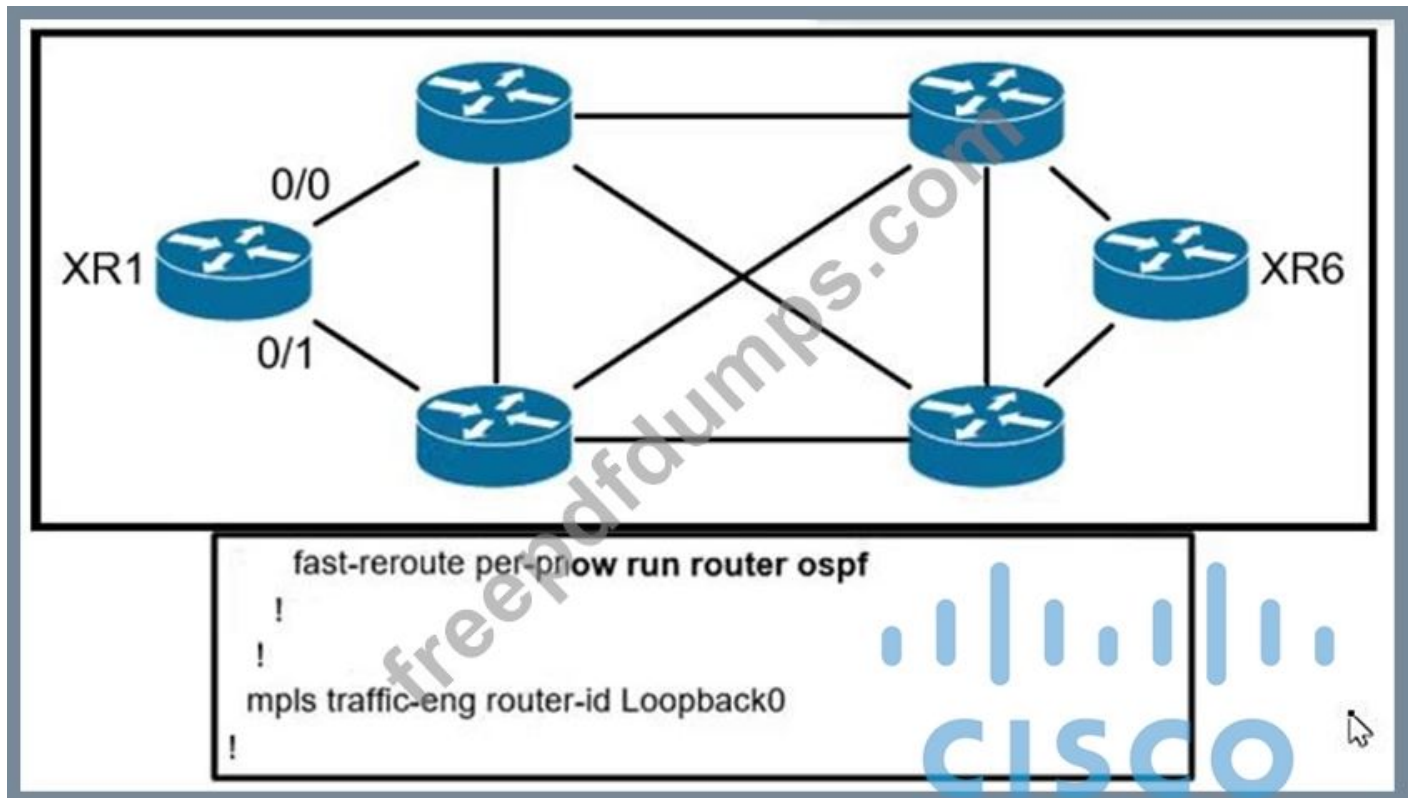 0/0
XR1
XR6
0/1
fast-reroute per-pnow run router ospf
!
!
mpls traffic-eng router-id Loopback0
!
freepdfdumps.com
CISCO